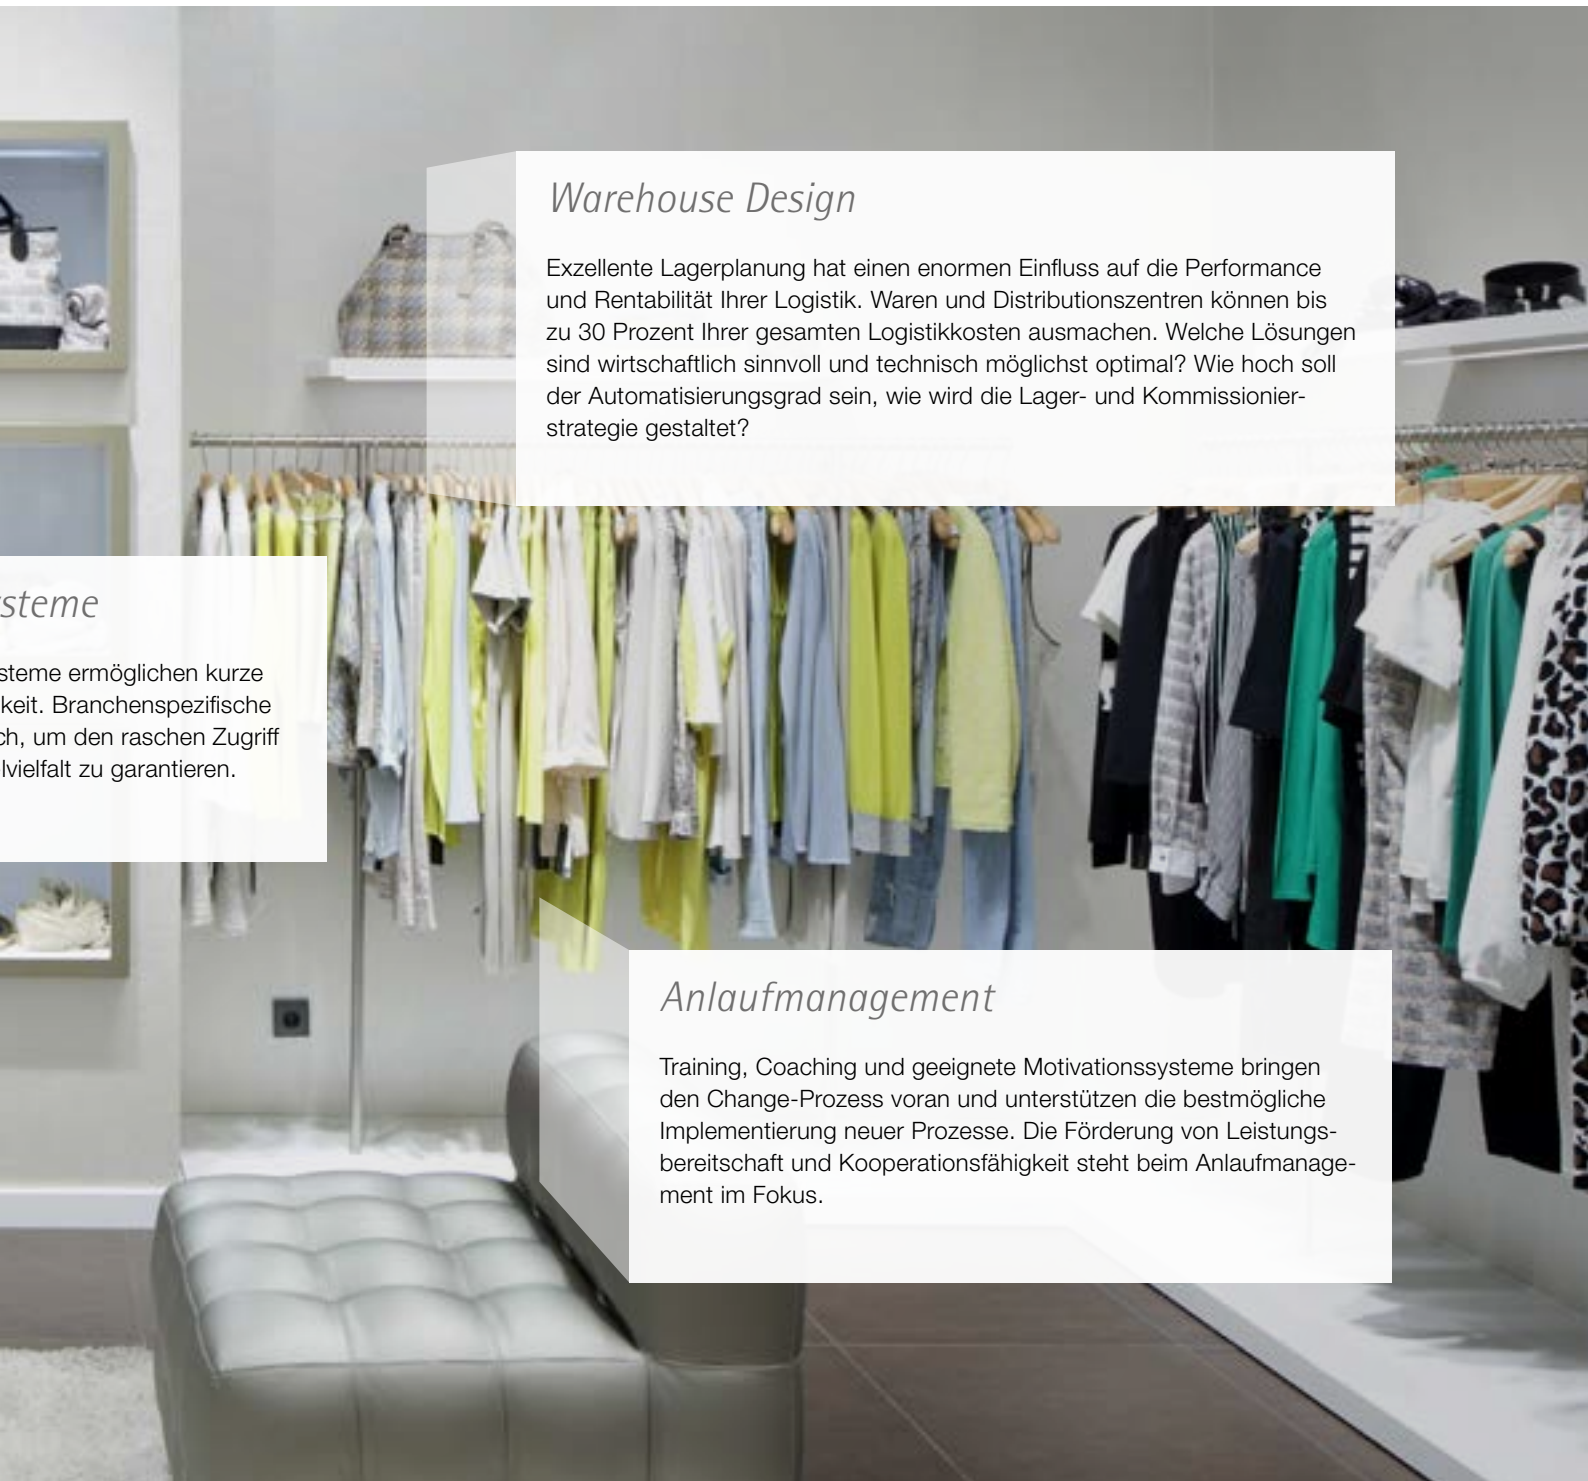 Warehouse Design
Exzellente Lagerplanung hat einen enormen Einfluss auf die Performance
und Rentabilität Ihrer Logistik. Waren und Distributionszentren können bis
zu 30 Prozent Ihrer gesamten Logistikkosten ausmachen. Welche Lösungen
sind wirtschaftlich sinnvoll und technisch möglichst optimal? Wie hoch soll
der Automatisierungsgrad sein, wie wird die Lager- und Kommissionier-
strategie gestaltet?
steme
steme ermöglichen kurze
keit. Branchenspezifische
ch, um den raschen Zugriff
lvielfalt zu garantieren.
Anlaufmanagement
Training, Coaching und geeignete Motivationssysteme bringen
den Change-Prozess voran und unterstützen die bestmögliche
Implementierung neuer Prozesse. Die Förderung von Leistungs-
bereitschaft und Kooperationsfähigkeit steht beim Anlaufmanage-
ment im Fokus.